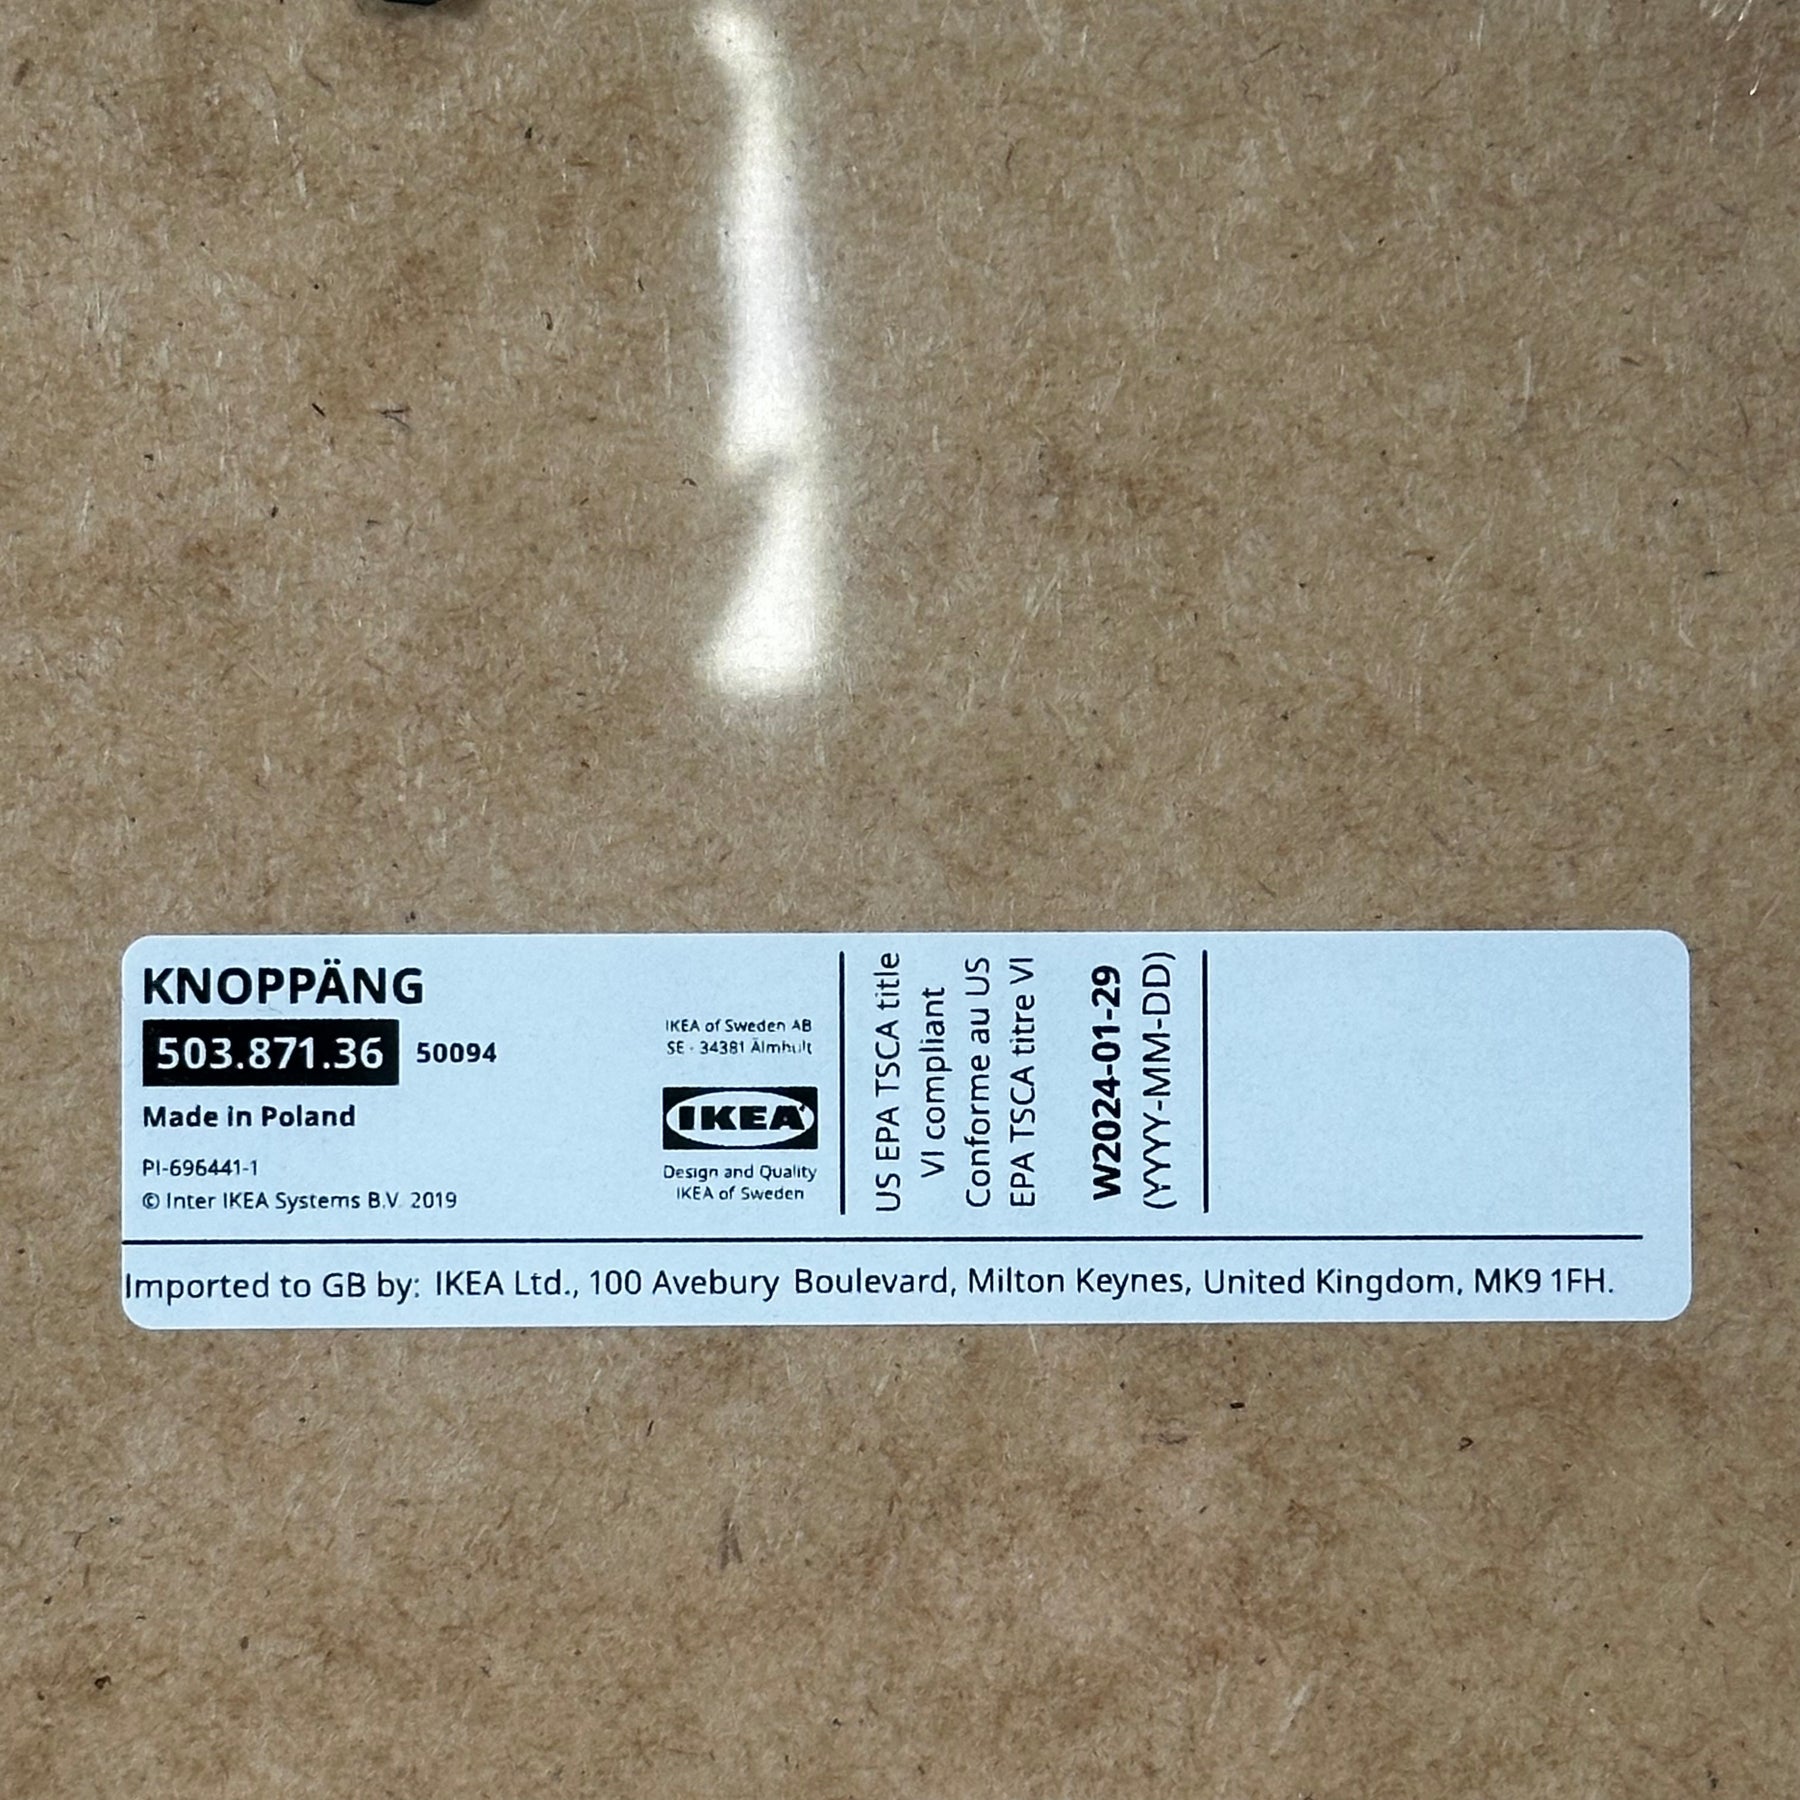 KNOPPÄNG
503.871.36 50094
Made in Poland
PI-696441-1
© Inter IKEA Systems B.V. 2019
IKEA of Sweden AB
SE - 34381 Älmhult
IKEA
Design and Quality
IKEA of Sweden
US EPA TSCA title
VI compliant
Conforme au US
EPA TSCA titre VI
W2024-01-29
(YYYY-MM-DD)
Imported to GB by: IKEA Ltd., 100 Avebury Boulevard, Milton Keynes, United Kingdom, MK9 1FH.